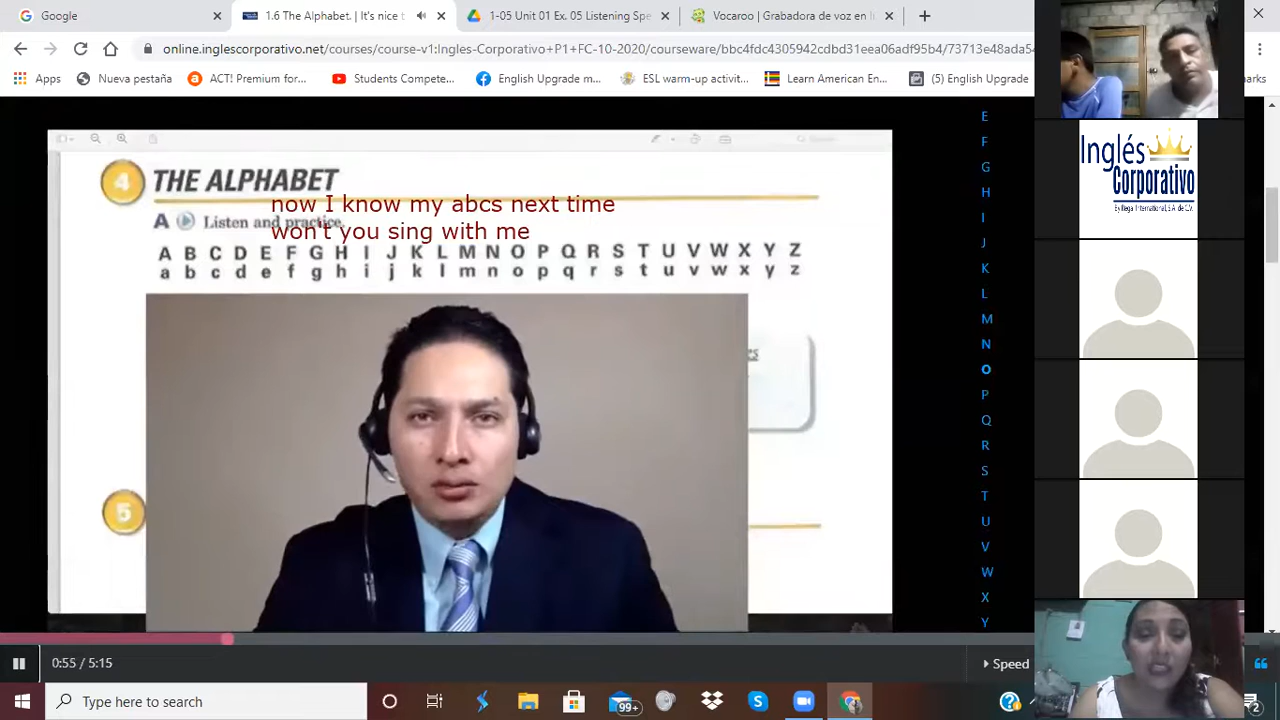 Google
1.6 The Alphabet. | It's nice t
1-05 Unit 01 Ex. 05 Listening Spe
Vocaroo | Grabadora de voz en lí
online.inglescorporativo.net/courses/course-v1:Ingles-Corporativo+P1+FC-10-2020/courseware/bbc4fdc4305942cdbd31eea06adf95b4/73713e48ada5
Apps
Nueva pestaña
ACT! Premium for...
Students Compete...
English Upgrade m...
ESL warm-up activit...
Learn American En...
(5) English Upgrade
marks
4 THE ALPHABET
now I know my abcs next time
A Listen and practice.
won't you sing with me
A B C D E F G H I J K L M N O P Q R S T U V W X Y Z
a b c d e f g h i j k l m n o p q r s t u v w x y z
5
E
F
G
H
I
J
K
L
M
N
O
P
Q
R
S
T
U
V
W
X
Y
Inglés
Corporativo
0:55 / 5:15
Speed
Type here to search
99+
2